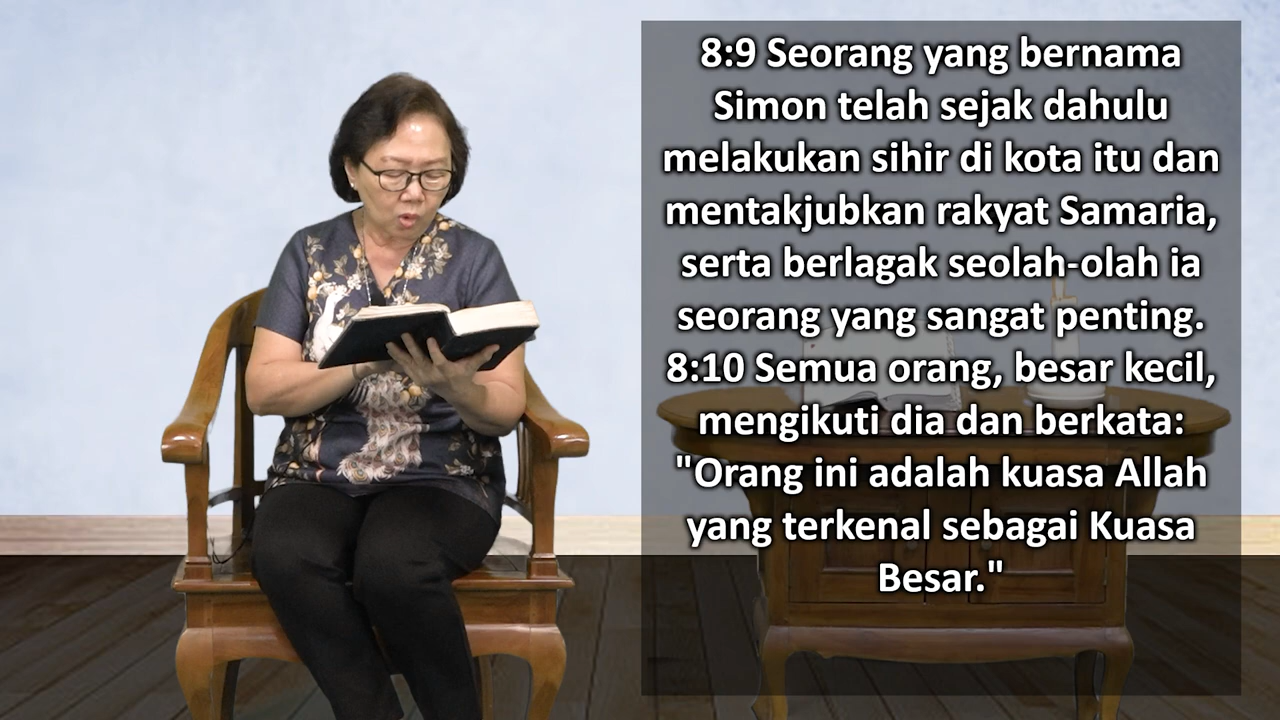 8:9 Seorang yang bernama
Simon telah sejak dahulu
melakukan sihir di kota itu dan
mentakjubkan rakyat Samaria,
serta berlagak seolah-olah ia
seorang yang sangat penting.
8:10 Semua orang, besar kecil,
mengikuti dia dan berkata:
"Orang ini adalah kuasa Allah
yang terkenal sebagai Kuasa
Besar."